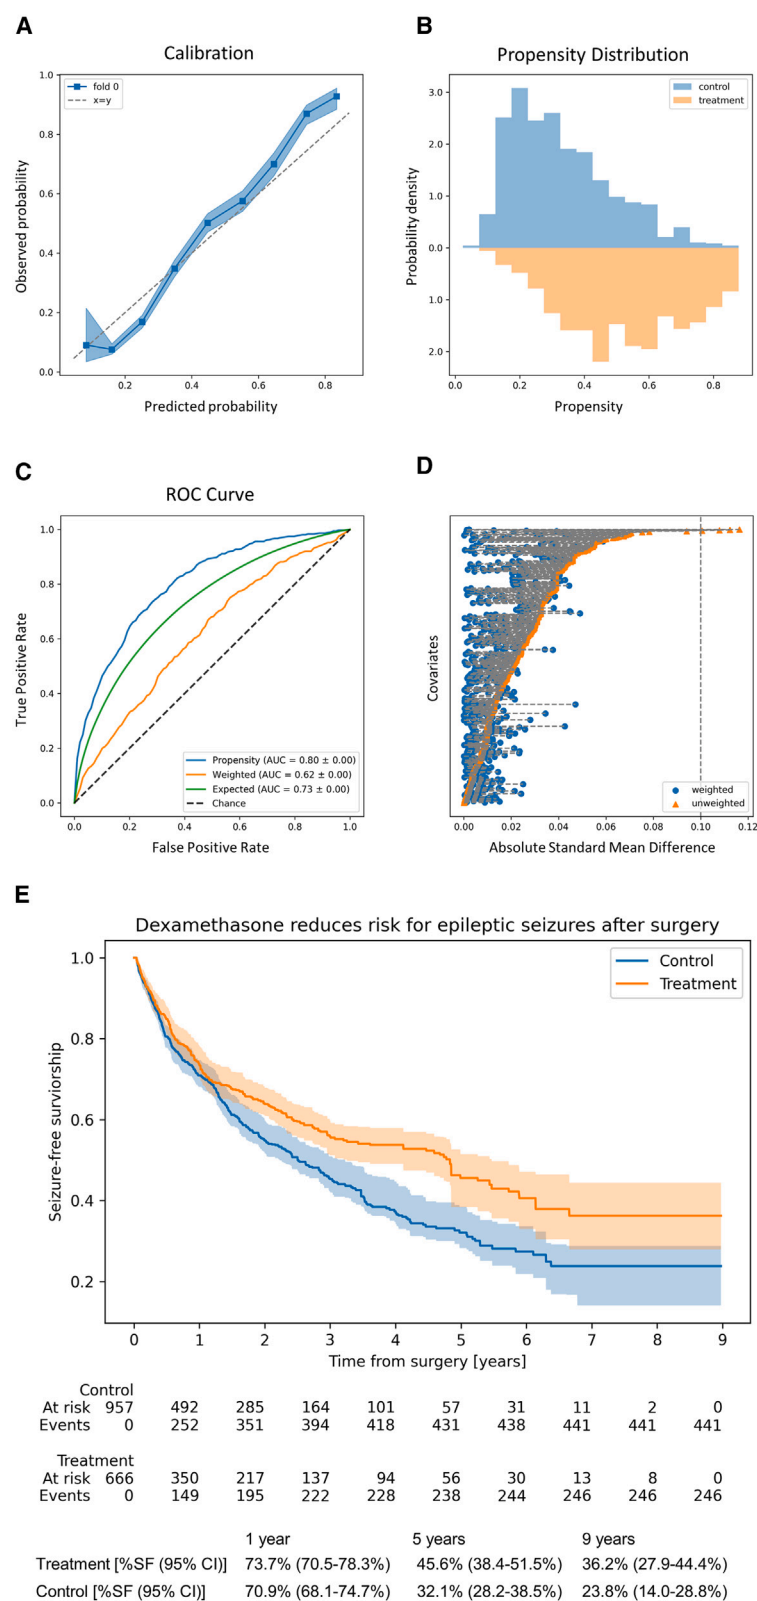 A
Calibration
fold 0
x=y
1.0
0.8
0.6
0.4
0.2
0.0
Observed probability
0.2 0.4 0.6 0.8
Predicted probability
B
Propensity Distribution
control
treatment
3.0
2.0
1.0
0.0
1.0
2.0
Probability density
0.0 0.2 0.4 0.6 0.8
Propensity
C
ROC Curve
1.0
0.8
0.6
0.4
0.2
0.0
True Positive Rate
Propensity (AUC = 0.80 ± 0.00)
Weighted (AUC = 0.62 ± 0.00)
Expected (AUC = 0.73 ± 0.00)
Chance
0.0 0.2 0.4 0.6 0.8 1.0
False Positive Rate
D
Covariates
weighted
unweighted
0.00 0.02 0.04 0.06 0.08 0.10 0.12
Absolute Standard Mean Difference
E
Dexamethasone reduces risk for epileptic seizures after surgery
Control
Treatment
1.0
0.8
0.6
0.4
0.2
Seizure-free surviorship
0 1 2 3 4 5 6 7 8 9
Time from surgery [years]
Control
At risk 957 492 285 164 101 57 31 11 2 0
Events 0 252 351 394 418 431 438 441 441 441
Treatment
At risk 666 350 217 137 94 56 30 13 8 0
Events 0 149 195 222 228 238 244 246 246 246
1 year 5 years 9 years
Treatment [%SF (95% CI)] 73.7% (70.5-78.3%) 45.6% (38.4-51.5%) 36.2% (27.9-44.4%)
Control [%SF (95% CI)] 70.9% (68.1-74.7%) 32.1% (28.2-38.5%) 23.8% (14.0-28.8%)